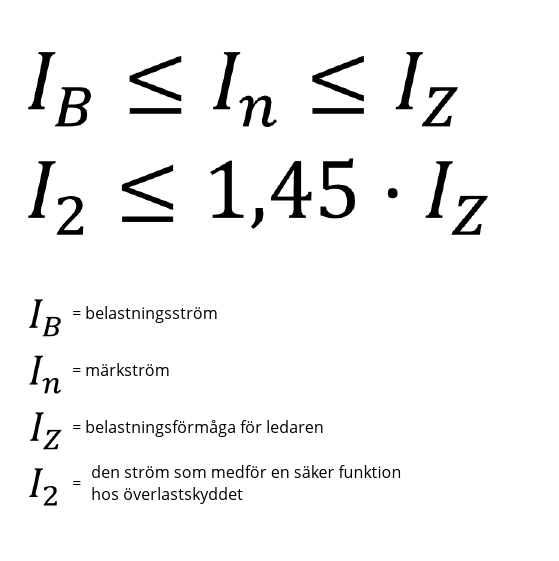 I_B ≤ I_n ≤ I_Z
I_2 ≤ 1,45 · I_Z
I_B = belastningsström
I_n = märkström
I_Z = belastningsförmåga för ledaren
I_2 = den ström som medför en säker funktion
hos överlastskyddet